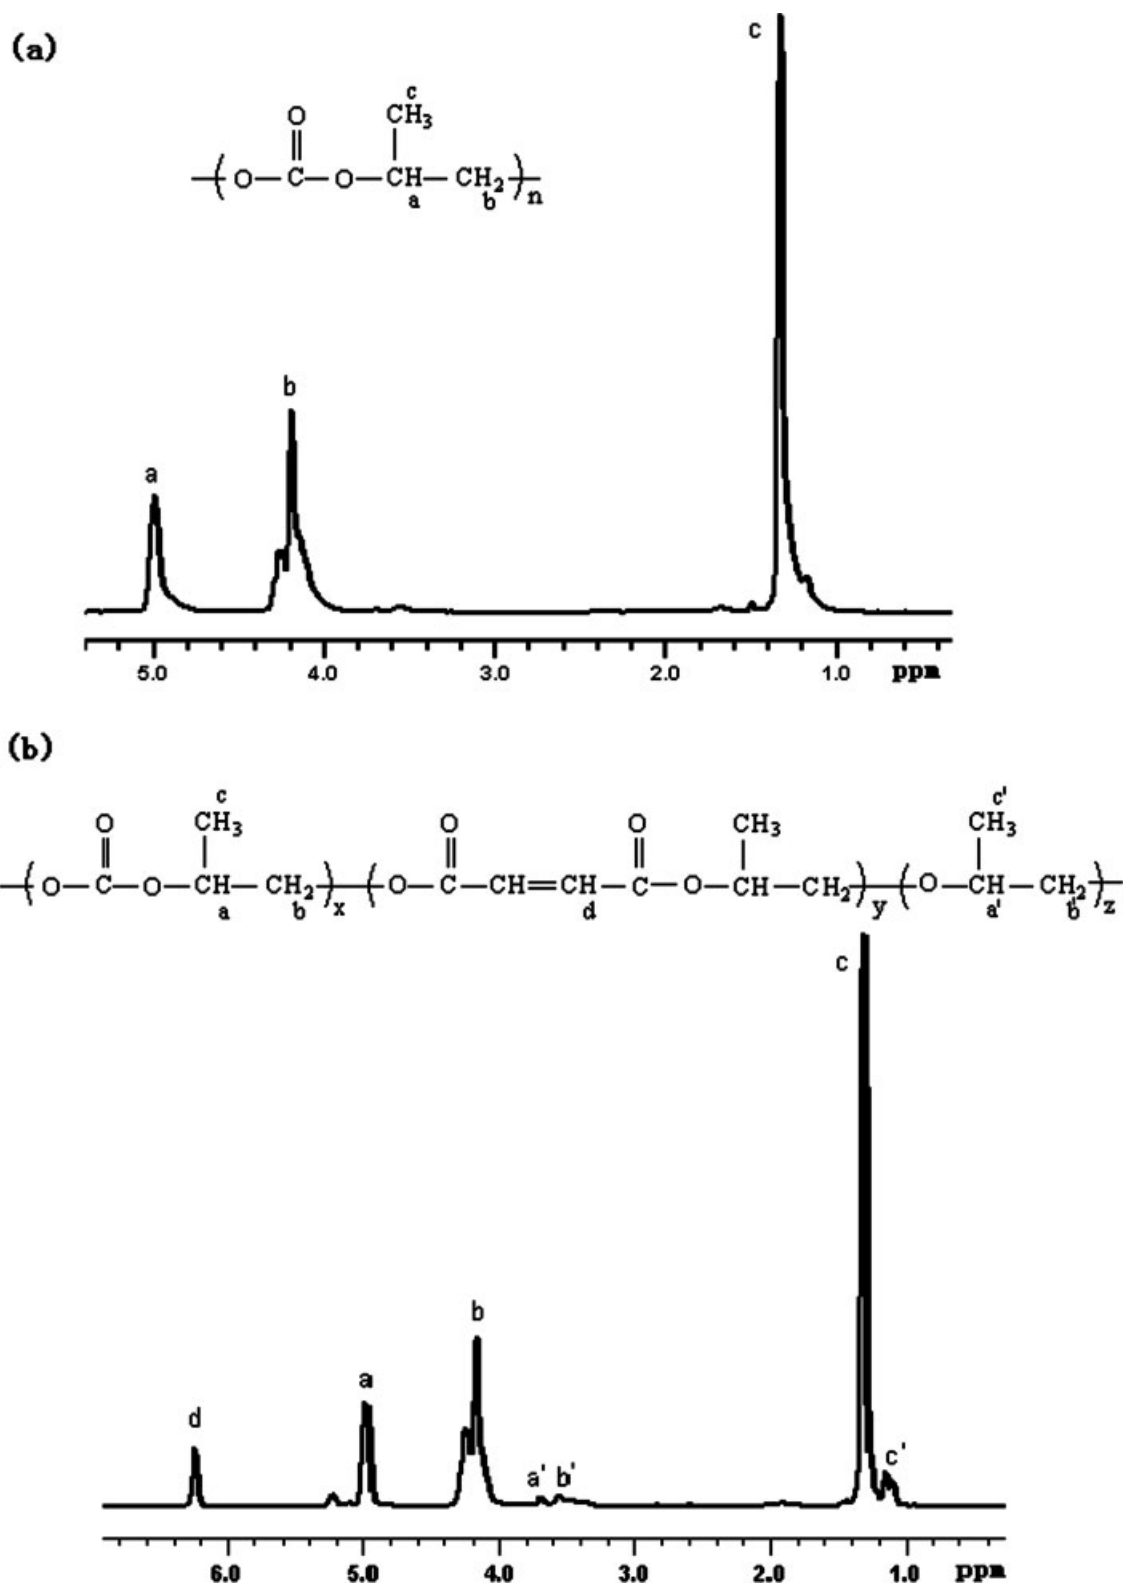 (a)
c
c
O
CH3
O C O CH CH2 n
a b
b
a
5.0 4.0 3.0 2.0 1.0 ppm
(b)
c c'
O CH3 O O CH3 CH3
O C O CH CH2 x O C CH CH C O CH CH2 y O CH CH2 z
a b d a' b'
c
b
a
d
a' b' c'
6.0 5.0 4.0 3.0 2.0 1.0 ppm